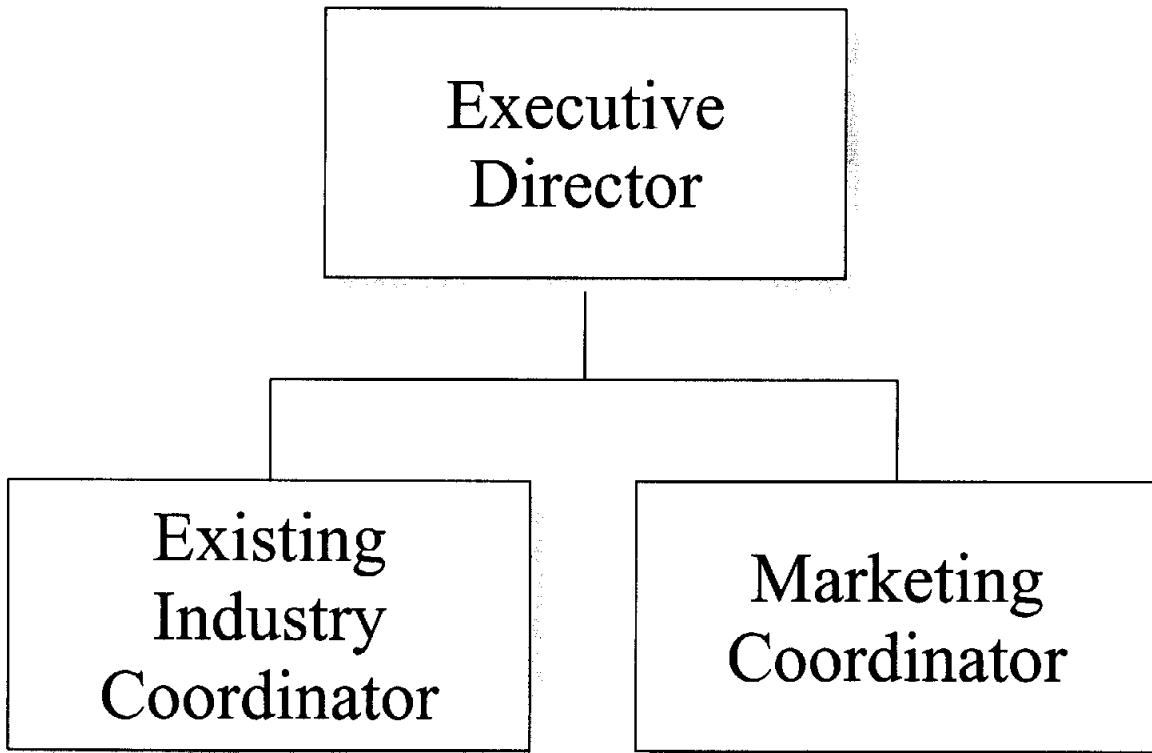 Executive
Director
Existing
Industry
Coordinator
Marketing
Coordinator